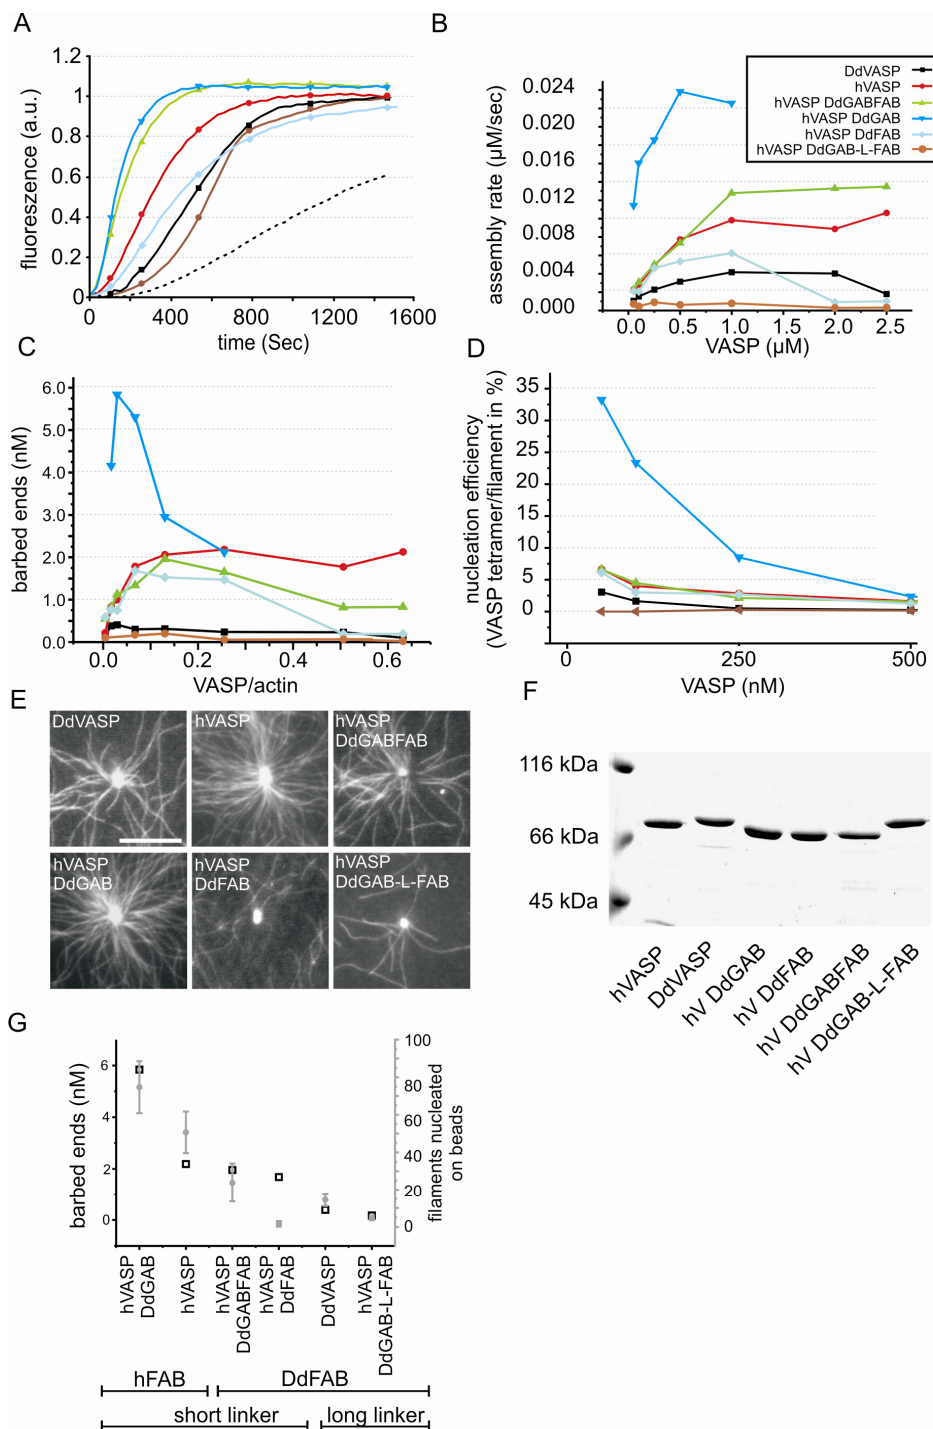 A
fluoreszence (a.u.)
1.2
1
0.8
0.6
0.4
0.2
0
0 400 800 1200 1600
time (Sec)
B
assembly rate (µM/sec)
0.024
0.022
0.016
0.012
0.008
0.004
0.000
0.0 0.5 1.0 1.5 2.0 2.5
VASP (µM)
DdVASP
hVASP
hVASP DdGABFAB
hVASP DdGAB
hVASP DdFAB
hVASP DdGAB-L-FAB
C
barbed ends (nM)
6.0
5.0
4.0
3.0
2.0
1.0
0.0
0.0 0.2 0.4 0.6
VASP/actin
D
nucleation efficiency
(VASP tetramer/filament in %)
35
30
25
20
15
10
5
0
0 250 500
VASP (nM)
E
DdVASP
hVASP
hVASP
DdGABFAB
hVASP
DdGAB
hVASP
DdFAB
hVASP
DdGAB-L-FAB
F
116 kDa
66 kDa
45 kDa
hVASP
DdVASP
hV DdGAB
hV DdFAB
hV DdGABFAB
hV DdGAB-L-FAB
G
barbed ends (nM)
6
4
2
0
100
80
60
40
20
0
filaments nucleated
on beads
hVASP
DdGAB
hVASP
hVASP
DdGABFAB
hVASP
DdFAB
DdVASP
hVASP
DdGAB-L-FAB
hFAB DdFAB
short linker long linker